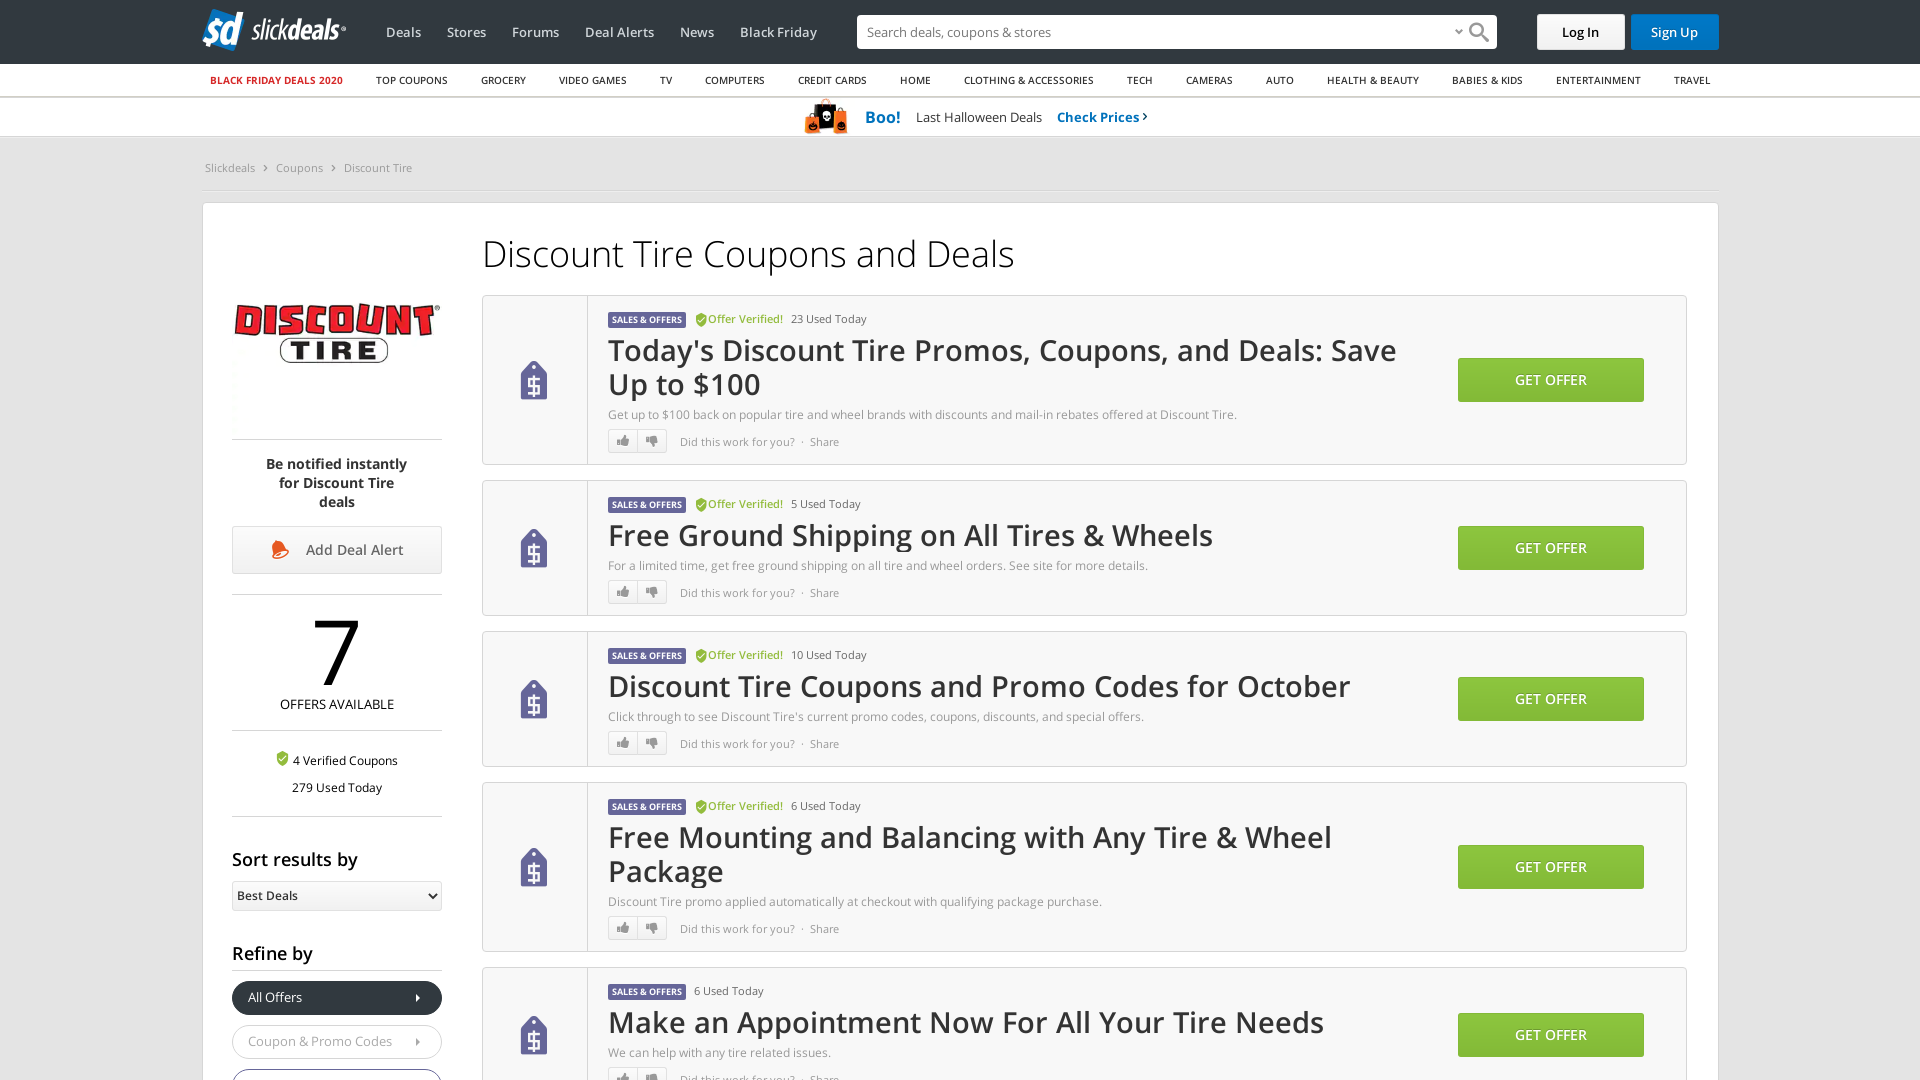 slickdeals
Deals Stores Forums Deal Alerts News Black Friday
Search deals, coupons & stores
Log In Sign Up
BLACK FRIDAY DEALS 2020 TOP COUPONS GROCERY VIDEO GAMES TV COMPUTERS CREDIT CARDS HOME CLOTHING & ACCESSORIES TECH CAMERAS AUTO HEALTH & BEAUTY BABIES & KIDS ENTERTAINMENT TRAVEL
Boo! Last Halloween Deals Check Prices
Slickdeals Coupons Discount Tire
DISCOUNT
TIRE
Be notified instantly
for Discount Tire
deals
Add Deal Alert
7
OFFERS AVAILABLE
4 Verified Coupons
279 Used Today
Sort results by
Best Deals
Refine by
All Offers
Coupon & Promo Codes
Discount Tire Coupons and Deals
SALES & OFFERS Offer Verified! 23 Used Today
Today's Discount Tire Promos, Coupons, and Deals: Save
Up to $100
Get up to $100 back on popular tire and wheel brands with discounts and mail-in rebates offered at Discount Tire.
Did this work for you? · Share
GET OFFER
SALES & OFFERS Offer Verified! 5 Used Today
Free Ground Shipping on All Tires & Wheels
For a limited time, get free ground shipping on all tire and wheel orders. See site for more details.
Did this work for you? · Share
GET OFFER
SALES & OFFERS Offer Verified! 10 Used Today
Discount Tire Coupons and Promo Codes for October
Click through to see Discount Tire's current promo codes, coupons, discounts, and special offers.
Did this work for you? · Share
GET OFFER
SALES & OFFERS Offer Verified! 6 Used Today
Free Mounting and Balancing with Any Tire & Wheel
Package
Discount Tire promo applied automatically at checkout with qualifying package purchase.
Did this work for you? · Share
GET OFFER
SALES & OFFERS 6 Used Today
Make an Appointment Now For All Your Tire Needs
We can help with any tire related issues.
Did this work for you? · Share
GET OFFER